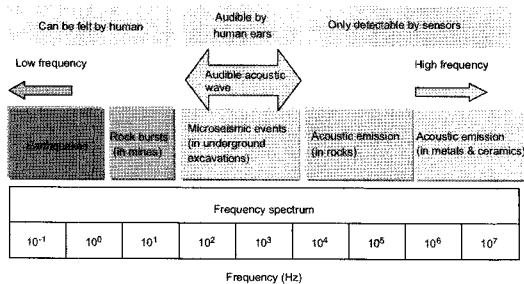 Can be felt by human
Audible by
human ears
Only detectable by sensors
Low frequency
Audible acoustic
wave
High frequency
Earthquakes
Rock bursts
(in mines)
Microseismic events
(in underground
excavations)
Acoustic emission
(in rocks)
Acoustic emission
(in metals & ceramics)
Frequency spectrum
10⁻¹ 10⁰ 10¹ 10² 10³ 10⁴ 10⁵ 10⁶ 10⁷
Frequency (Hz)